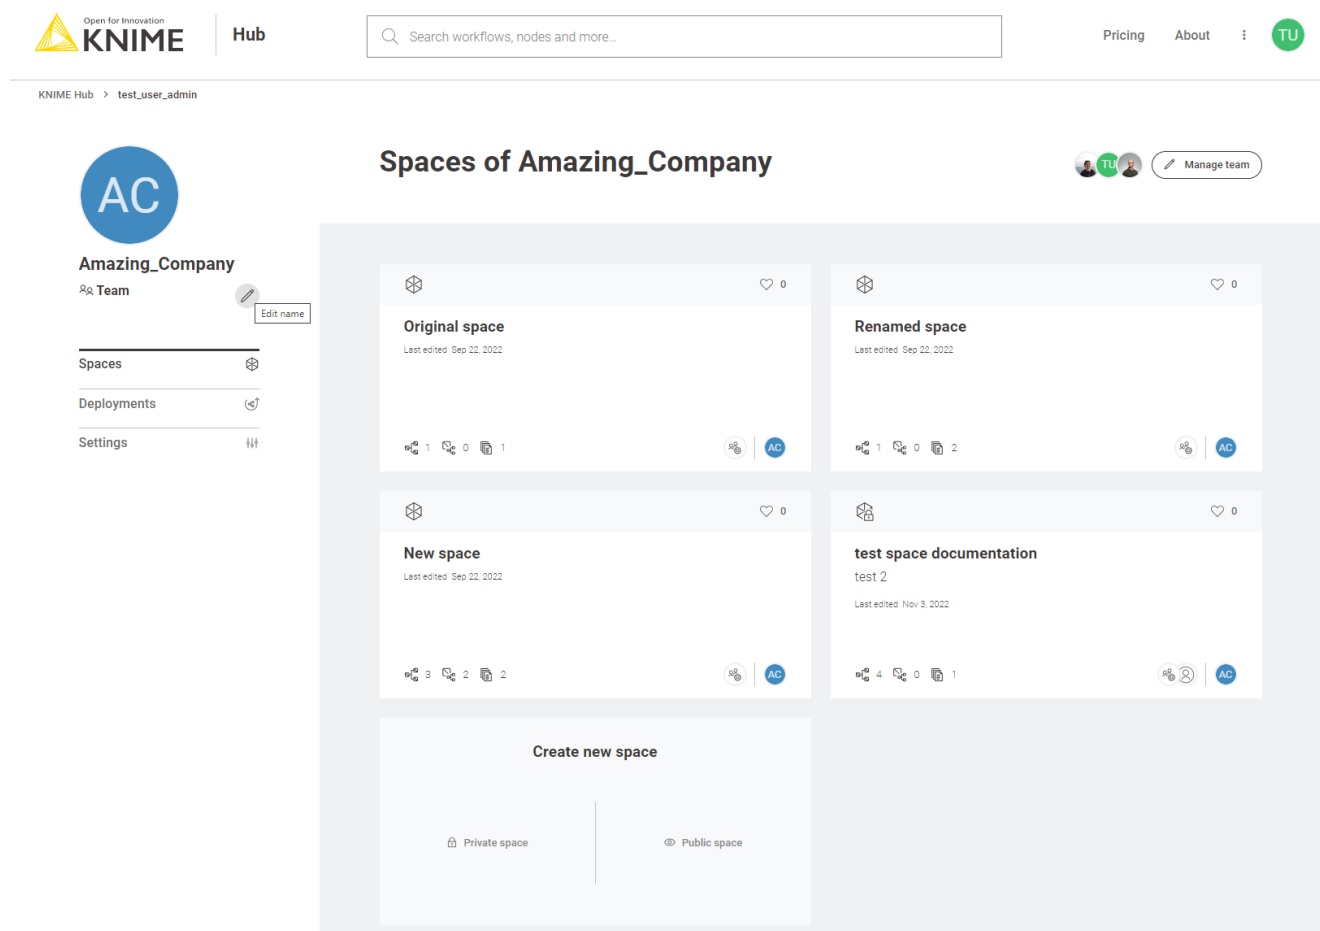 Open for Innovation
KNIME
Hub
Search workflows, nodes and more...
Pricing
About
TU
KNIME Hub > test_user_admin
AC
Amazing_Company
Team
Edit name
Spaces
Deployments
Settings
Spaces of Amazing_Company
TU
Manage team
0
Original space
Last edited Sep 22, 2022
1 0 1
AC
0
Renamed space
Last edited Sep 22, 2022
1 0 2
AC
0
New space
Last edited Sep 22, 2022
3 2 2
AC
0
test space documentation
test 2
Last edited Nov 3, 2022
4 0 1
AC
Create new space
Private space
Public space